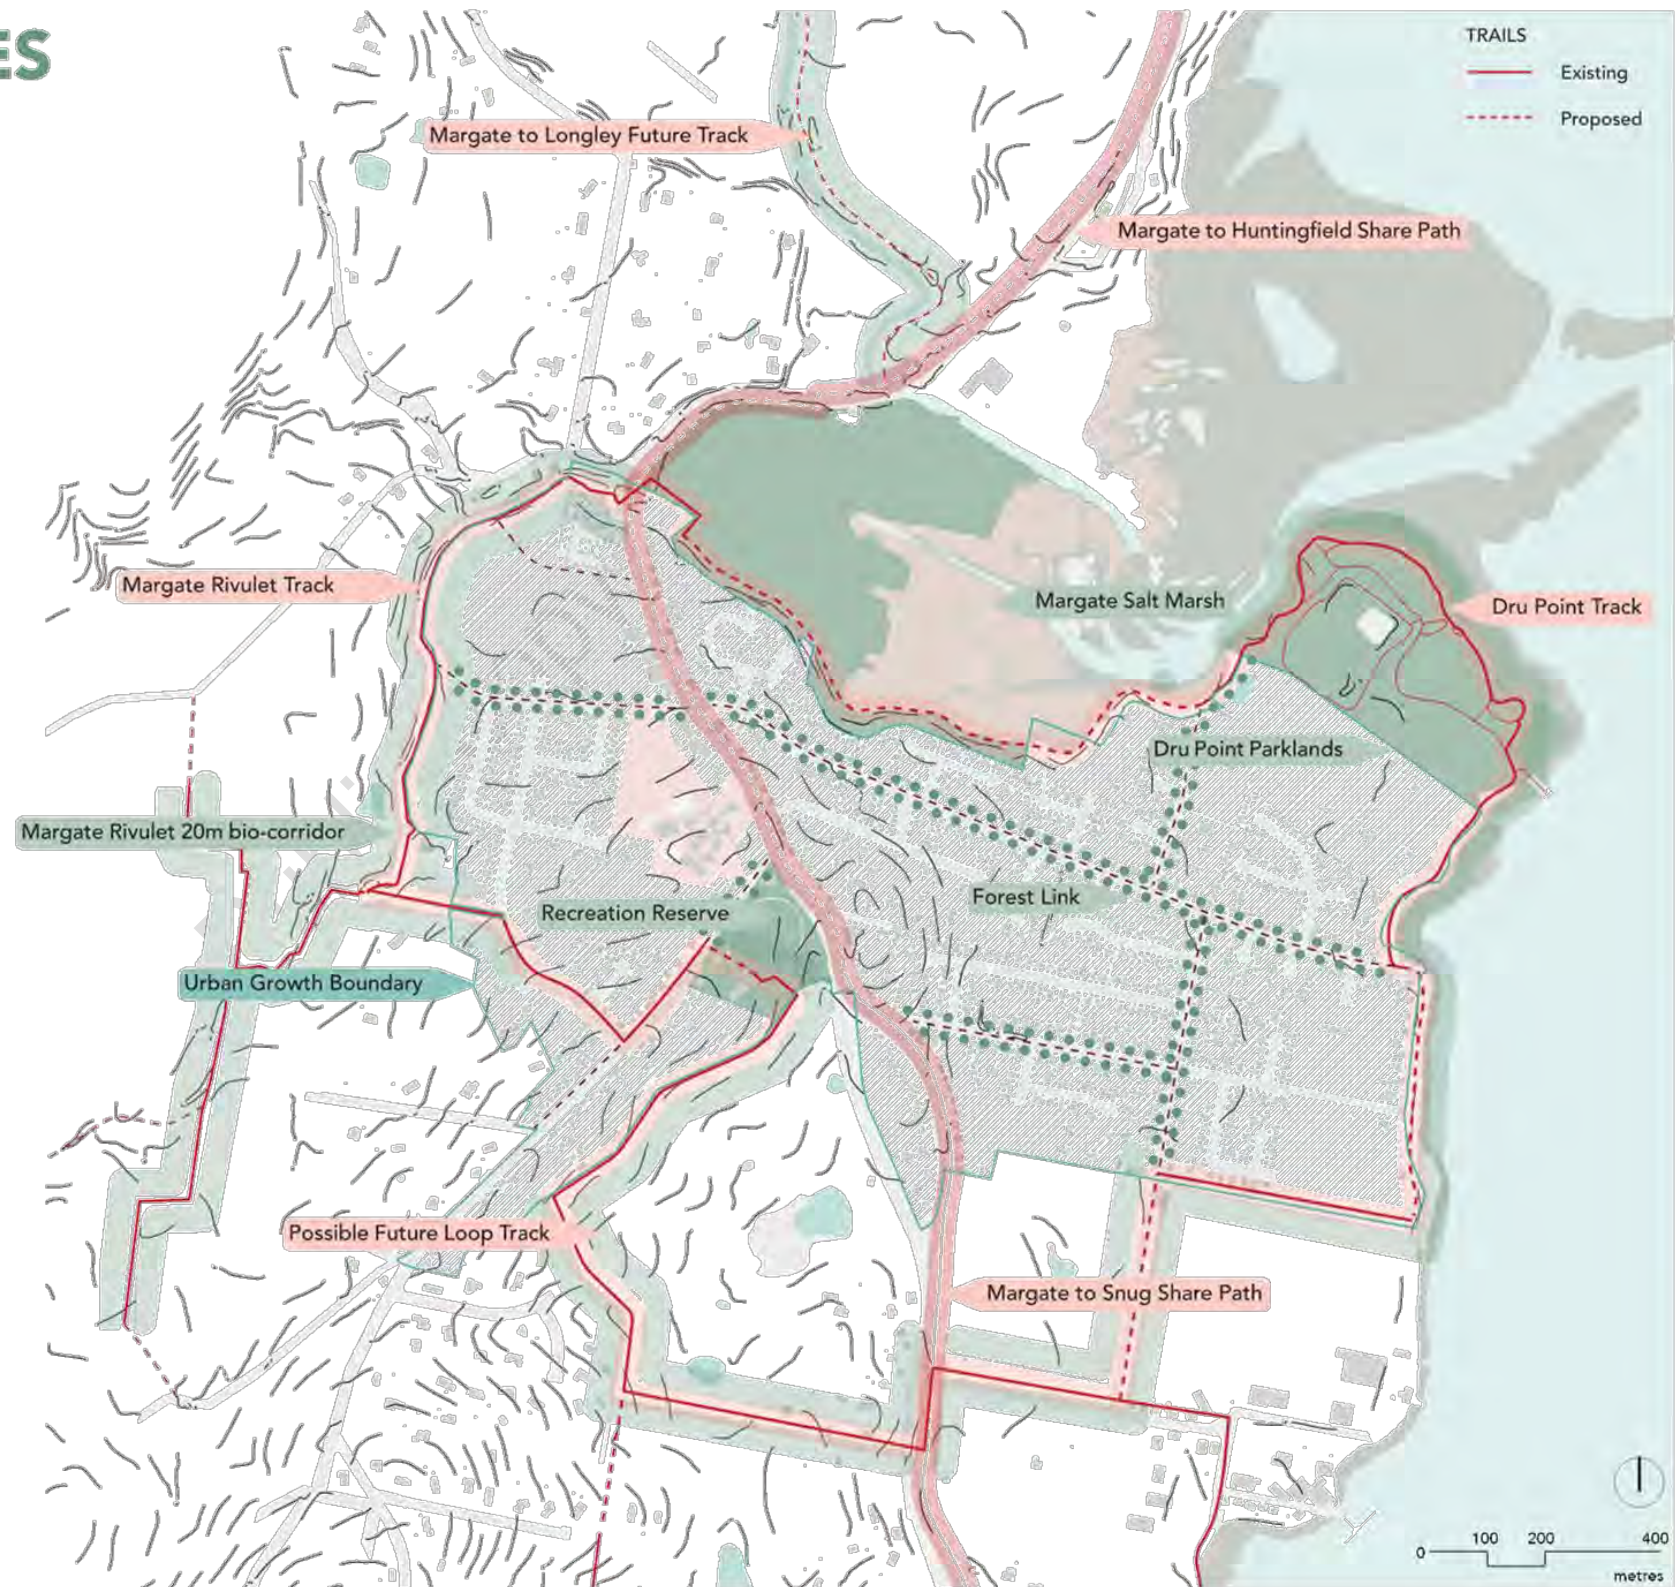 ES
TRAILS
Existing
Proposed
Margate to Longley Future Track
Margate to Huntingfield Share Path
Margate Rivulet Track
Margate Salt Marsh
Dru Point Track
Dru Point Parklands
Margate Rivulet 20m bio-corridor
Forest Link
Recreation Reserve
Urban Growth Boundary
Possible Future Loop Track
Margate to Snug Share Path
0 100 200 400
metres